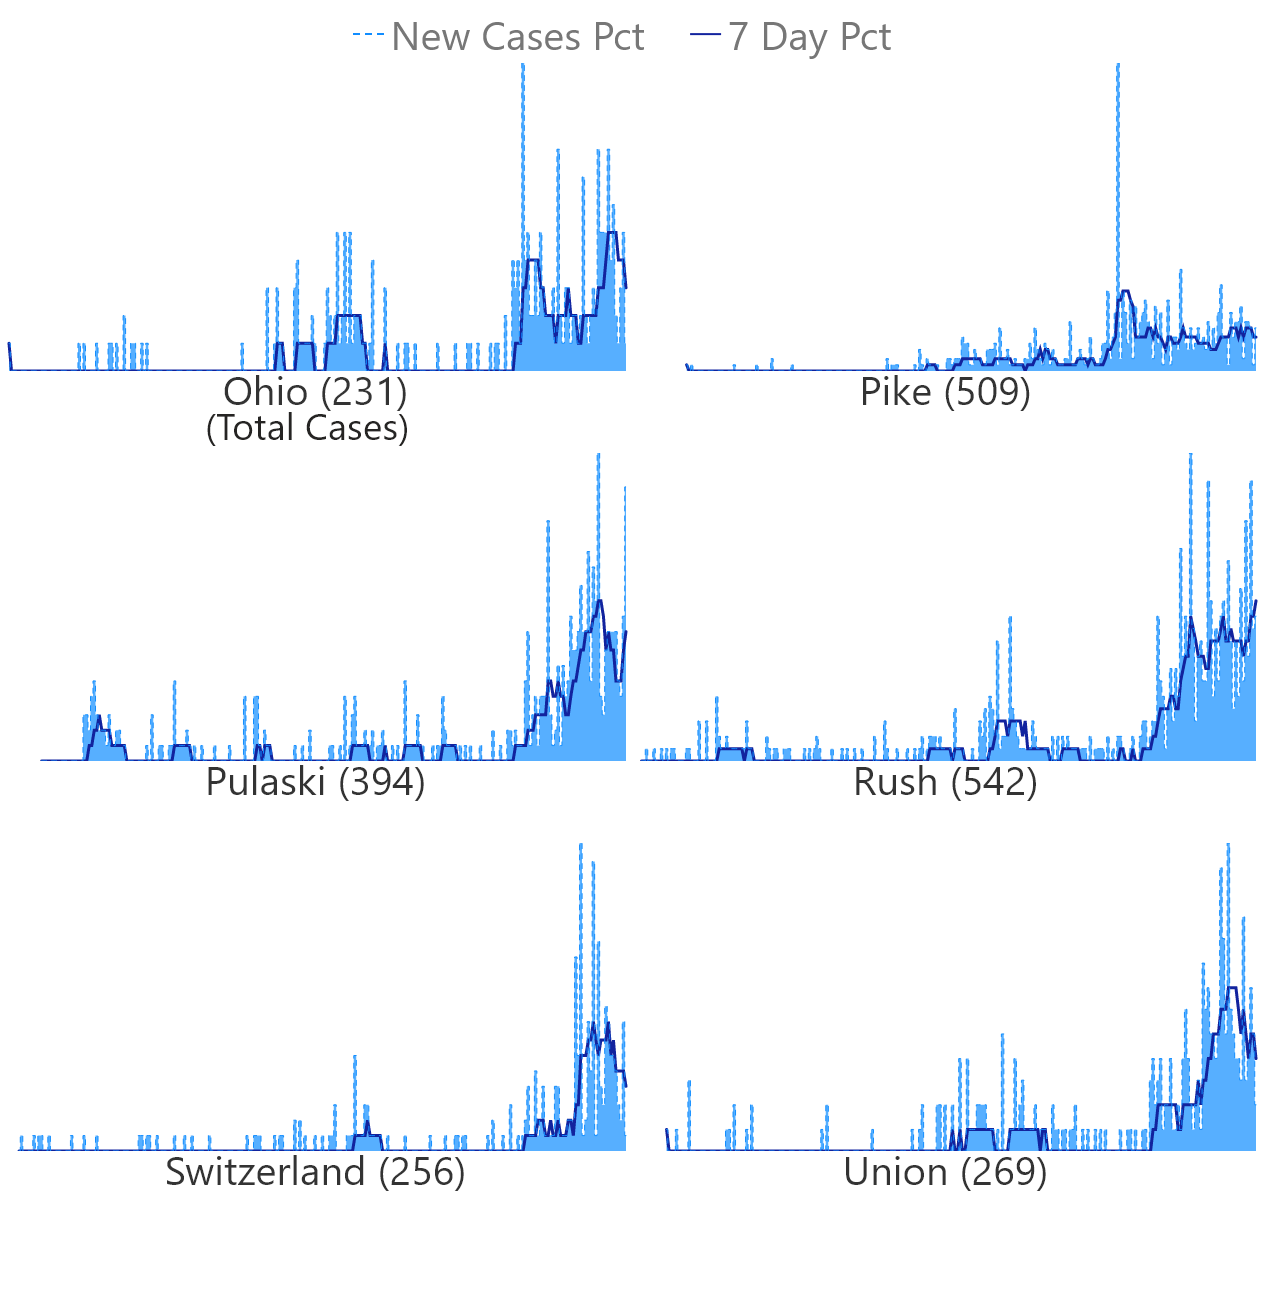 New Cases Pct 7 Day Pct
Ohio (231)
(Total Cases)
Pike (509)
Pulaski (394)
Rush (542)
Switzerland (256)
Union (269)